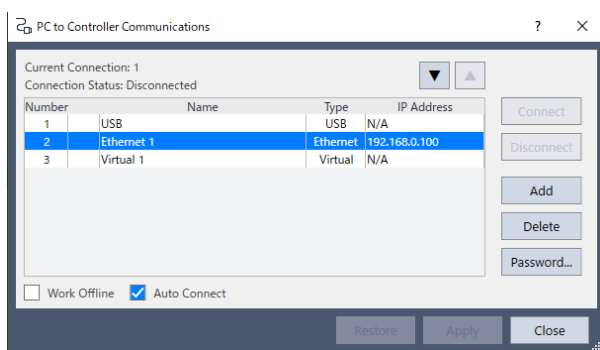 PC to Controller Communications
?
Current Connection: 1
Connection Status: Disconnected
Number Name Type IP Address
1 USB USB N/A
2 Ethernet 1 Ethernet 192.168.0.100
3 Virtual 1 Virtual N/A
Connect
Disconnect
Add
Delete
Password...
Work Offline Auto Connect
Restore Apply Close